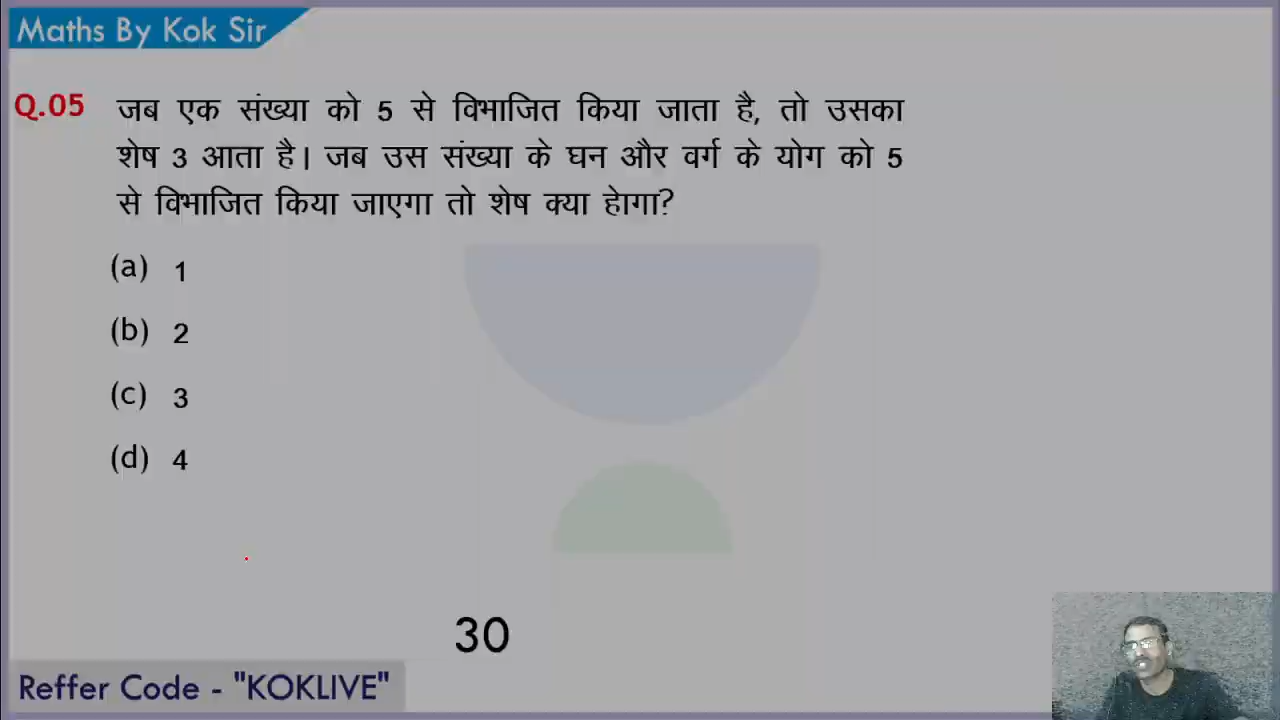 Maths By Kok Sir
Q.05 जब एक संख्या को 5 से विभाजित किया जाता है, तो उसका
शेष 3 आता है। जब उस संख्या के घन और वर्ग के योग को 5
से विभाजित किया जाएगा तो शेष क्या हेागा?
(a) 1
(b) 2
(c) 3
(d) 4
30
Reffer Code - "KOKLIVE"